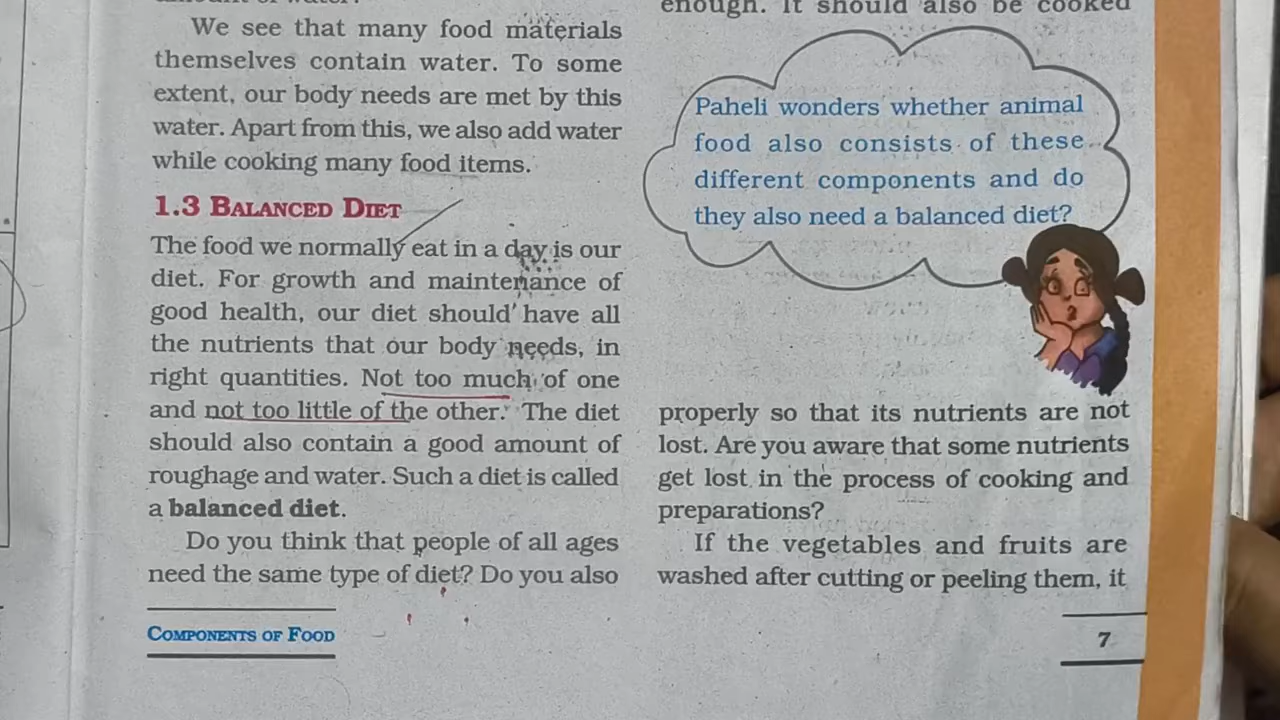 We see that many food materials
themselves contain water. To some
extent, our body needs are met by this
water. Apart from this, we also add water
while cooking many food items.
1.3 BALANCED DIET
The food we normally eat in a day is our
diet. For growth and maintenance of
good health, our diet should have all
the nutrients that our body needs, in
right quantities. Not too much of one
and not too little of the other. The diet
should also contain a good amount of
roughage and water. Such a diet is called
a balanced diet.
Do you think that people of all ages
need the same type of diet? Do you also
enough. It should also be cooked
Paheli wonders whether animal
food also consists of these
different components and do
they also need a balanced diet?
properly so that its nutrients are not
lost. Are you aware that some nutrients
get lost in the process of cooking and
preparations?
If the vegetables and fruits are
washed after cutting or peeling them, it
COMPONENTS OF FOOD
7